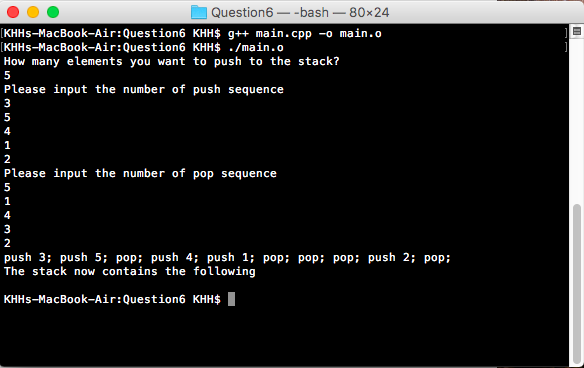 Question6 — -bash — 80×24
[KHHs-MacBook-Air:Question6 KHH$ g++ main.cpp -o main.o ]
[KHHs-MacBook-Air:Question6 KHH$ ./main.o ]
How many elements you want to push to the stack?
5
Please input the number of push sequence
3
5
4
1
2
Please input the number of pop sequence
5
1
4
3
2
push 3; push 5; pop; push 4; push 1; pop; pop; pop; push 2; pop;
The stack now contains the following
KHHs-MacBook-Air:Question6 KHH$